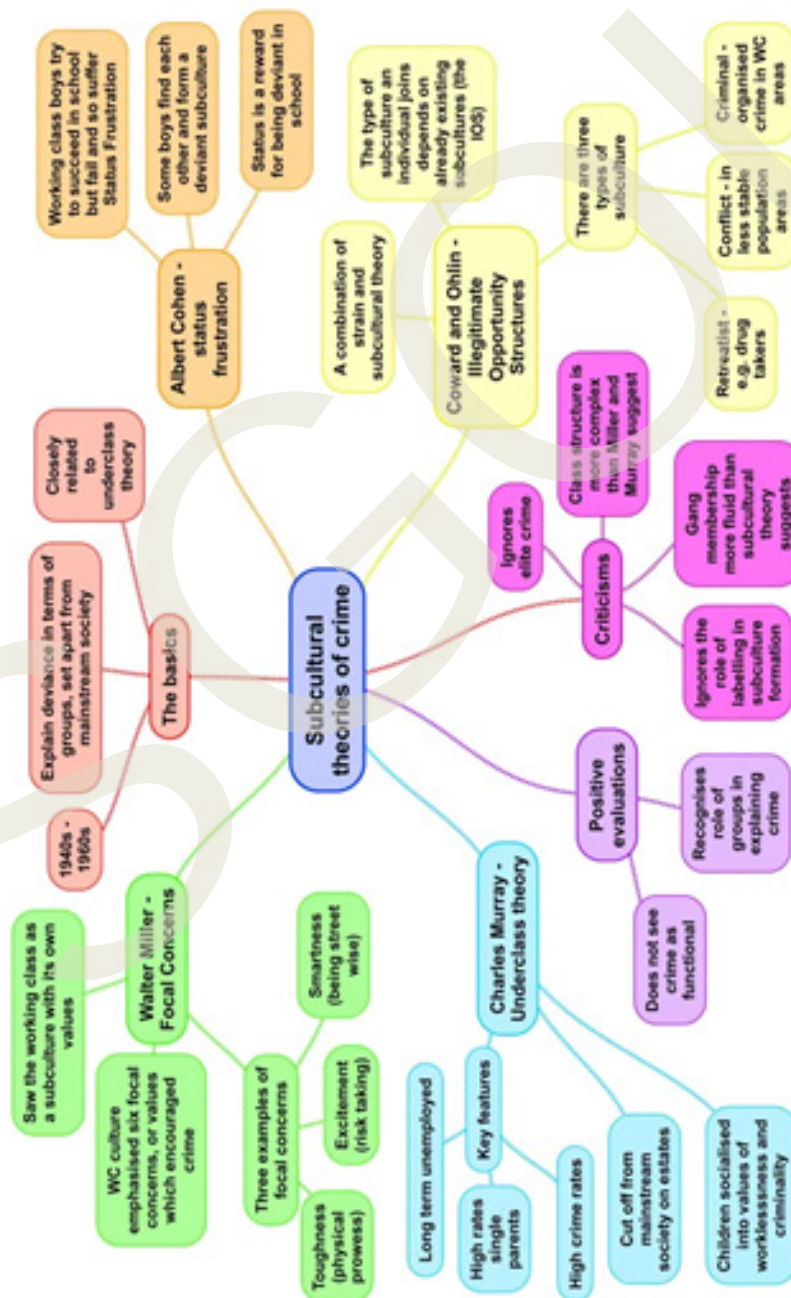 Subcultural
theories of crime
The basics
1940s -
1960s
Explain deviance in terms of
groups, set apart from
mainstream society
Closely
related
to
underclass
theory
Albert Cohen -
status
frustration
Working class boys try
to succeed in school
but fail and so suffer
Status Frustration
Some boys find each
other and form a
deviant subculture
Status is a reward
for being deviant in
school
Coward and Ohlin -
Illegitimate
Opportunity
Structures
A combination of
strain and
subcultural theory
The type of
subculture an
individual joins
depends on
already existing
subcultures (the
IOS)
There are three
types of
subculture
Retreatist -
e.g. drug
takers
Conflict - in
less stable
population
areas
Criminal -
organised
crime in WC
areas
Criticisms
Ignores
elite crime
Class structure is
more complex
than Miller and
Murray suggest
Gang
membership
more fluid than
subcultural
theory
suggests
Ignores the
role of
labelling in
subculture
formation
Positive
evaluations
Does not see
crime as
functional
Recognises
role of
groups in
explaining
crime
Charles Murray -
Underclass theory
Key features
Long term unemployed
High rates
single
parents
High crime rates
Cut off from
mainstream
society on estates
Children socialised
into values of
worklesssness and
criminality
Walter Miller -
Focal Concerns
Saw the working class as
a subculture with its own
values
WC culture
emphasised six focal
concerns, or values
which encouraged
crime
Three examples of
focal concerns
Toughness
(physical
prowess)
Excitement
(risk taking)
Smartness
(being street
wise)